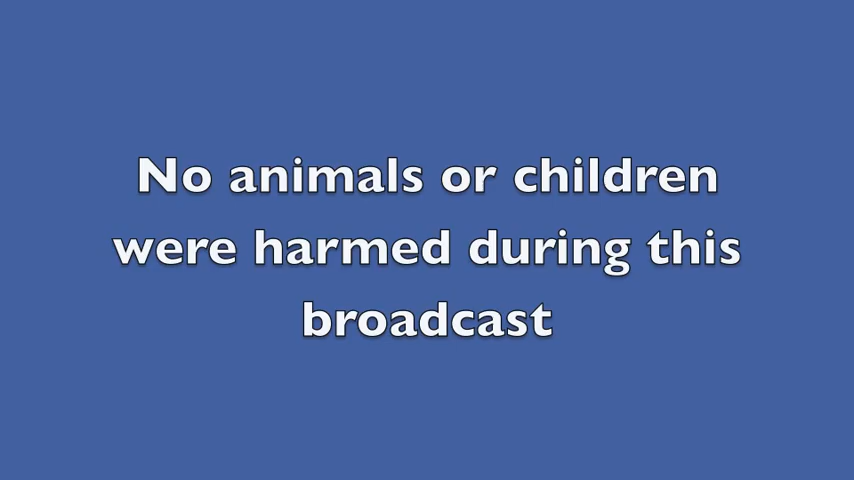 No animals or children
were harmed during this
broadcast